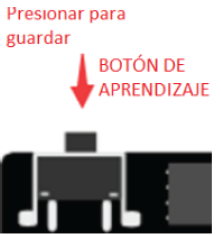 Presionar para
guardar
BOTÓN DE
APRENDIZAJE